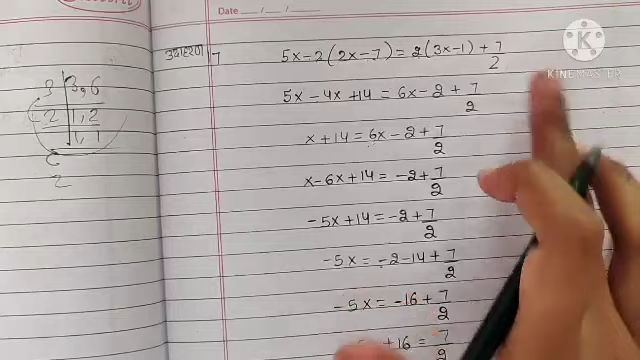 Date / /
MADE WITH
KINEMASTER
उदाहरण 7
5x-2(2x-7)=2(3x-1)+7/2
5x-4x+14=6x-2+7/2
x+14=6x-2+7/2
x-6x+14=-2+7/2
-5x+14=-2+7/2
-5x=-2-14+7/2
-5x=-16+7/2
+16=7/2
3 3,6
2 1,2
1,1